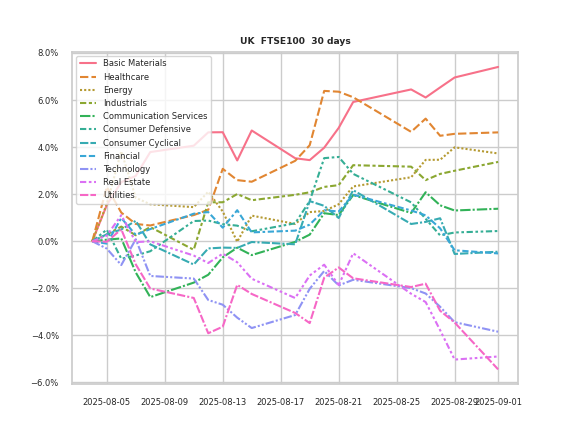 UK  FTSE100  30 days
8.0%
6.0%
4.0%
2.0%
0.0%
−2.0%
−4.0%
−6.0%
Basic Materials
Healthcare
Energy
Industrials
Communication Services
Consumer Defensive
Consumer Cyclical
Financial
Technology
Real Estate
Utilities
2025-08-05 2025-08-09 2025-08-13 2025-08-17 2025-08-21 2025-08-25 2025-08-29 2025-09-01